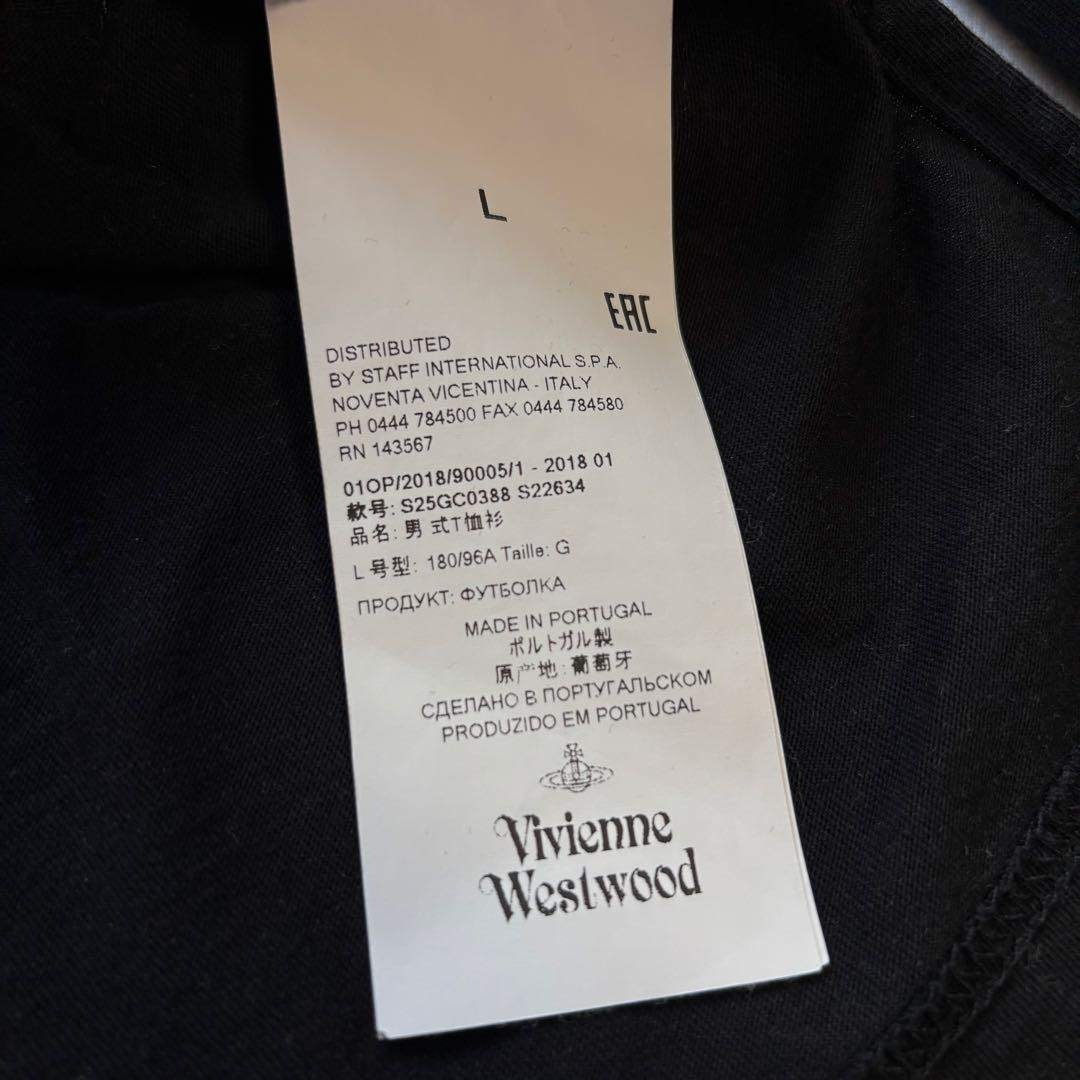 L
EAC
DISTRIBUTED
BY STAFF INTERNATIONAL S.P.A.
NOVENTA VICENTINA - ITALY
PH 0444 784500 FAX 0444 784580
RN 143567
01OP/2018/90005/1 - 2018 01
款号: S25GC0388 S22634
品名: 男式T恤衫
L 号型: 180/96A Taille: G
ПРОДУКТ: ФУТБОЛКА
MADE IN PORTUGAL
ポルトガル製
原产地:葡萄牙
СДЕЛАНО В ПОРТУГАЛЬСКОМ
PRODUZIDO EM PORTUGAL
Vivienne
Westwood